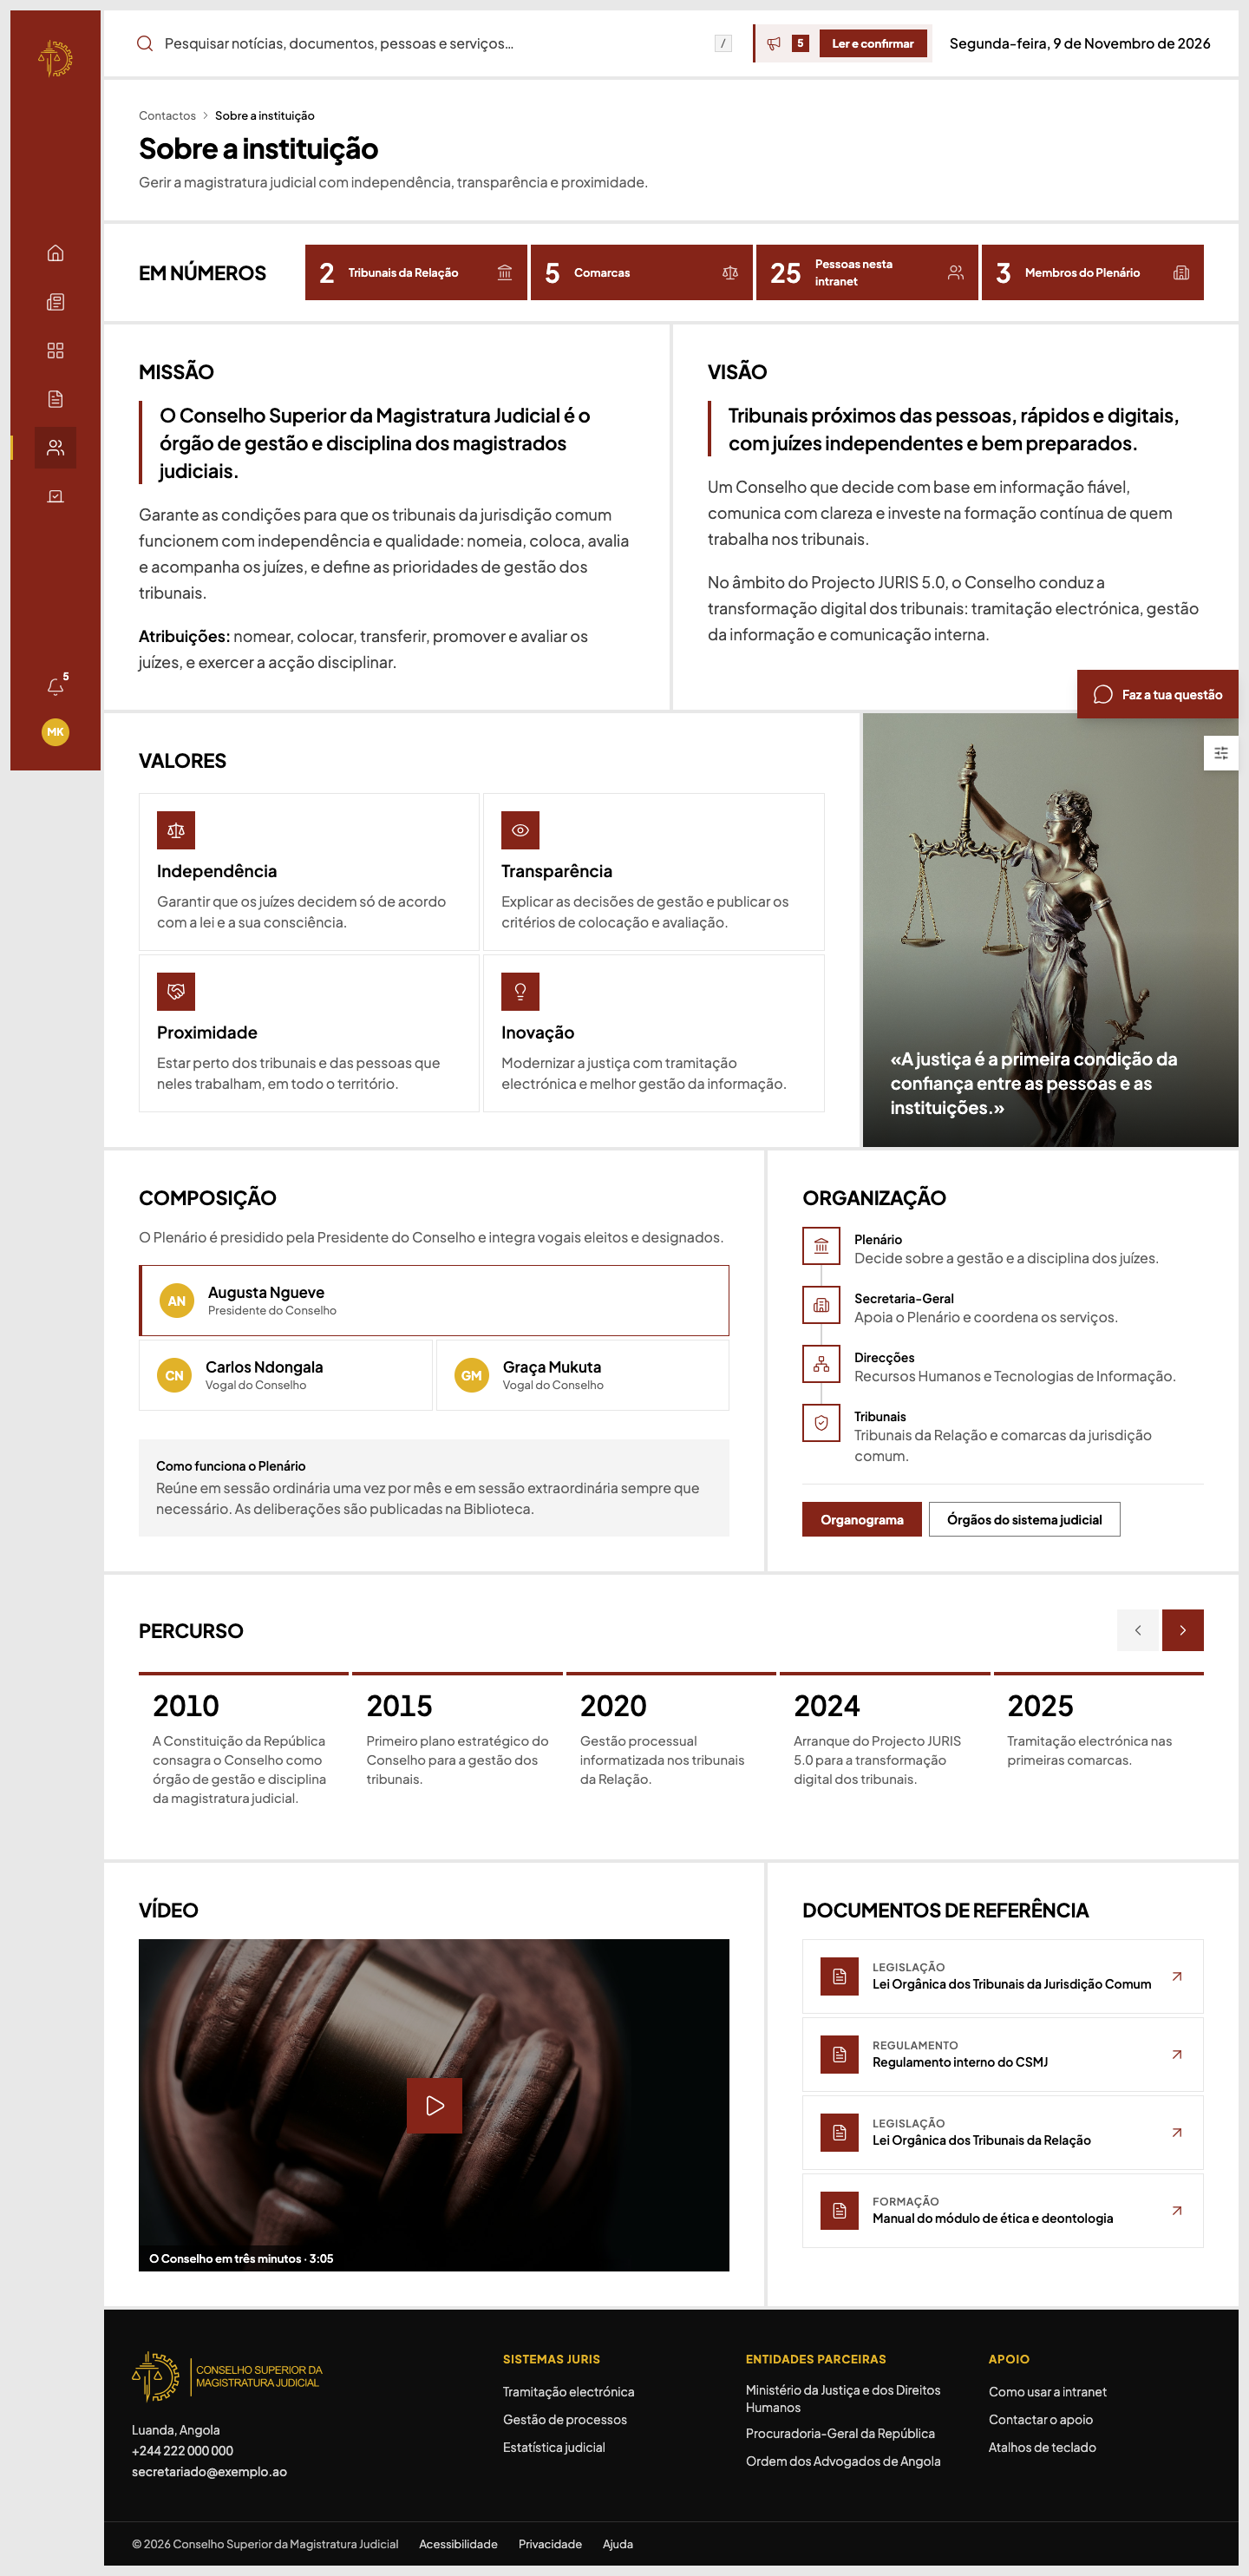 Pesquisar notícias, documentos, pessoas e serviços...
/
5
Ler e confirmar
Segunda-feira, 9 de Novembro de 2026
Contactos
Sobre a instituição
Sobre a instituição
Gerir a magistratura judicial com independência, transparência e proximidade.
EM NÚMEROS
2
Tribunais da Relação
5
Comarcas
25
Pessoas nesta
intranet
3
Membros do Plenário
MISSÃO
O Conselho Superior da Magistratura Judicial é o
órgão de gestão e disciplina dos magistrados
judiciais.
Garante as condições para que os tribunais da jurisdição comum
funcionem com independência e qualidade: nomeia, coloca, avalia
e acompanha os juízes, e define as prioridades de gestão dos
tribunais.
Atribuições: nomear, colocar, transferir, promover e avaliar os
juízes, e exercer a acção disciplinar.
VISÃO
Tribunais próximos das pessoas, rápidos e digitais,
com juízes independentes e bem preparados.
Um Conselho que decide com base em informação fiável,
comunica com clareza e investe na formação contínua de quem
trabalha nos tribunais.
No âmbito do Projecto JURIS 5.0, o Conselho conduz a
transformação digital dos tribunais: tramitação electrónica, gestão
da informação e comunicação interna.
5
MK
Faz a tua questão
VALORES
Independência
Garantir que os juízes decidem só de acordo
com a lei e a sua consciência.
Transparência
Explicar as decisões de gestão e publicar os
critérios de colocação e avaliação.
Proximidade
Estar perto dos tribunais e das pessoas que
neles trabalham, em todo o território.
Inovação
Modernizar a justiça com tramitação
electrónica e melhor gestão da informação.
«A justiça é a primeira condição da
confiança entre as pessoas e as
instituições.»
COMPOSIÇÃO
O Plenário é presidido pela Presidente do Conselho e integra vogais eleitos e designados.
AN
Augusta Ngueve
Presidente do Conselho
CN
Carlos Ndongala
Vogal do Conselho
GM
Graça Mukuta
Vogal do Conselho
Como funciona o Plenário
Reúne em sessão ordinária uma vez por mês e em sessão extraordinária sempre que
necessário. As deliberações são publicadas na Biblioteca.
ORGANIZAÇÃO
Plenário
Decide sobre a gestão e a disciplina dos juízes.
Secretaria-Geral
Apoia o Plenário e coordena os serviços.
Direcções
Recursos Humanos e Tecnologias de Informação.
Tribunais
Tribunais da Relação e comarcas da jurisdição
comum.
Organograma
Órgãos do sistema judicial
PERCURSO
2010
A Constituição da República
consagra o Conselho como
órgão de gestão e disciplina
da magistratura judicial.
2015
Primeiro plano estratégico do
Conselho para a gestão dos
tribunais.
2020
Gestão processual
informatizada nos tribunais
da Relação.
2024
Arranque do Projecto JURIS
5.0 para a transformação
digital dos tribunais.
2025
Tramitação electrónica nas
primeiras comarcas.
VÍDEO
O Conselho em três minutos · 3:05
DOCUMENTOS DE REFERÊNCIA
LEGISLAÇÃO
Lei Orgânica dos Tribunais da Jurisdição Comum
REGULAMENTO
Regulamento interno do CSMJ
LEGISLAÇÃO
Lei Orgânica dos Tribunais da Relação
FORMAÇÃO
Manual do módulo de ética e deontologia
CONSELHO SUPERIOR DA
MAGISTRATURA JUDICIAL
Luanda, Angola
+244 222 000 000
secretariado@exemplo.ao
SISTEMAS JURIS
Tramitação electrónica
Gestão de processos
Estatística judicial
ENTIDADES PARCEIRAS
Ministério da Justiça e dos Direitos
Humanos
Procuradoria-Geral da República
Ordem dos Advogados de Angola
APOIO
Como usar a intranet
Contactar o apoio
Atalhos de teclado
© 2026 Conselho Superior da Magistratura Judicial
Acessibilidade
Privacidade
Ajuda